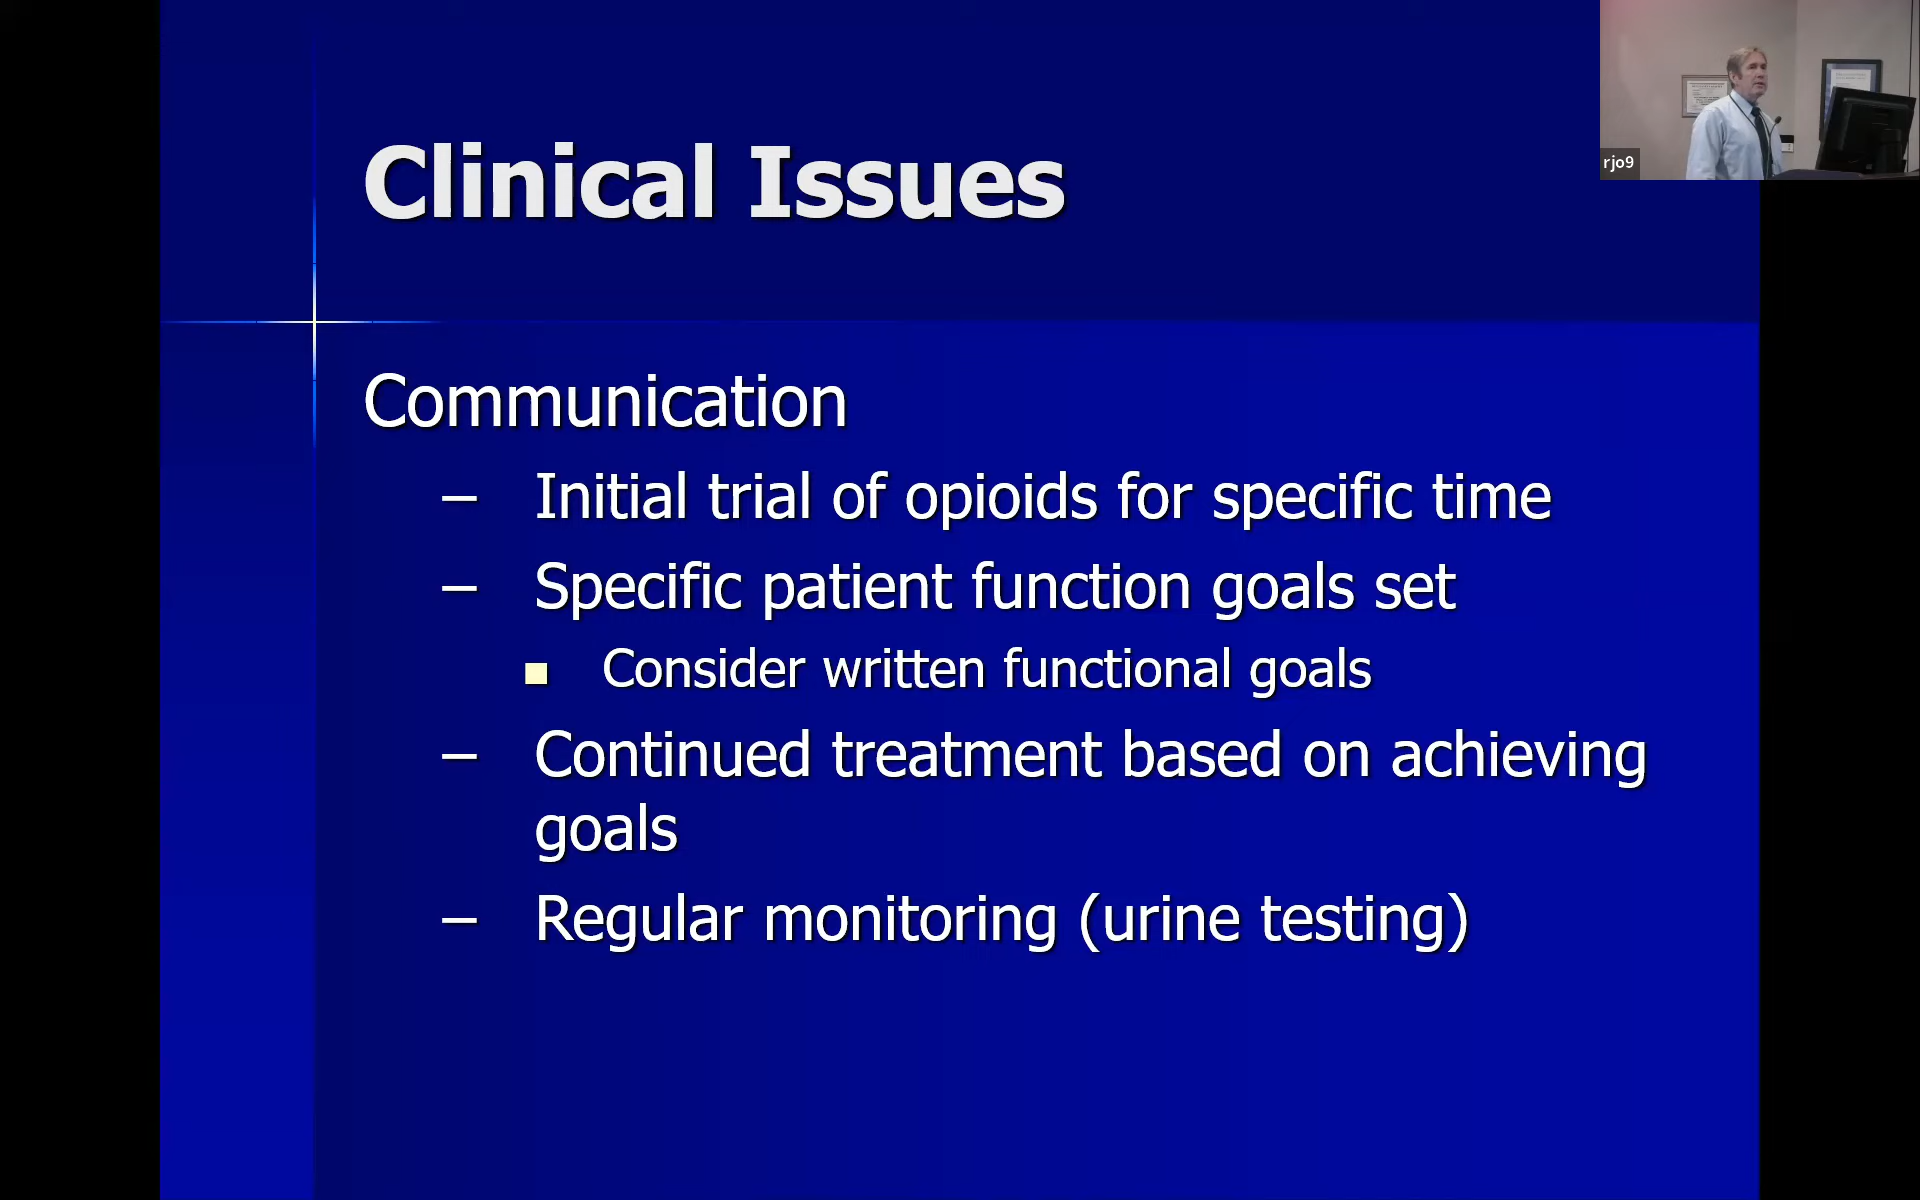 Clinical Issues
Communication
– Initial trial of opioids for specific time
– Specific patient function goals set
■ Consider written functional goals
– Continued treatment based on achieving
goals
– Regular monitoring (urine testing)
rjo9